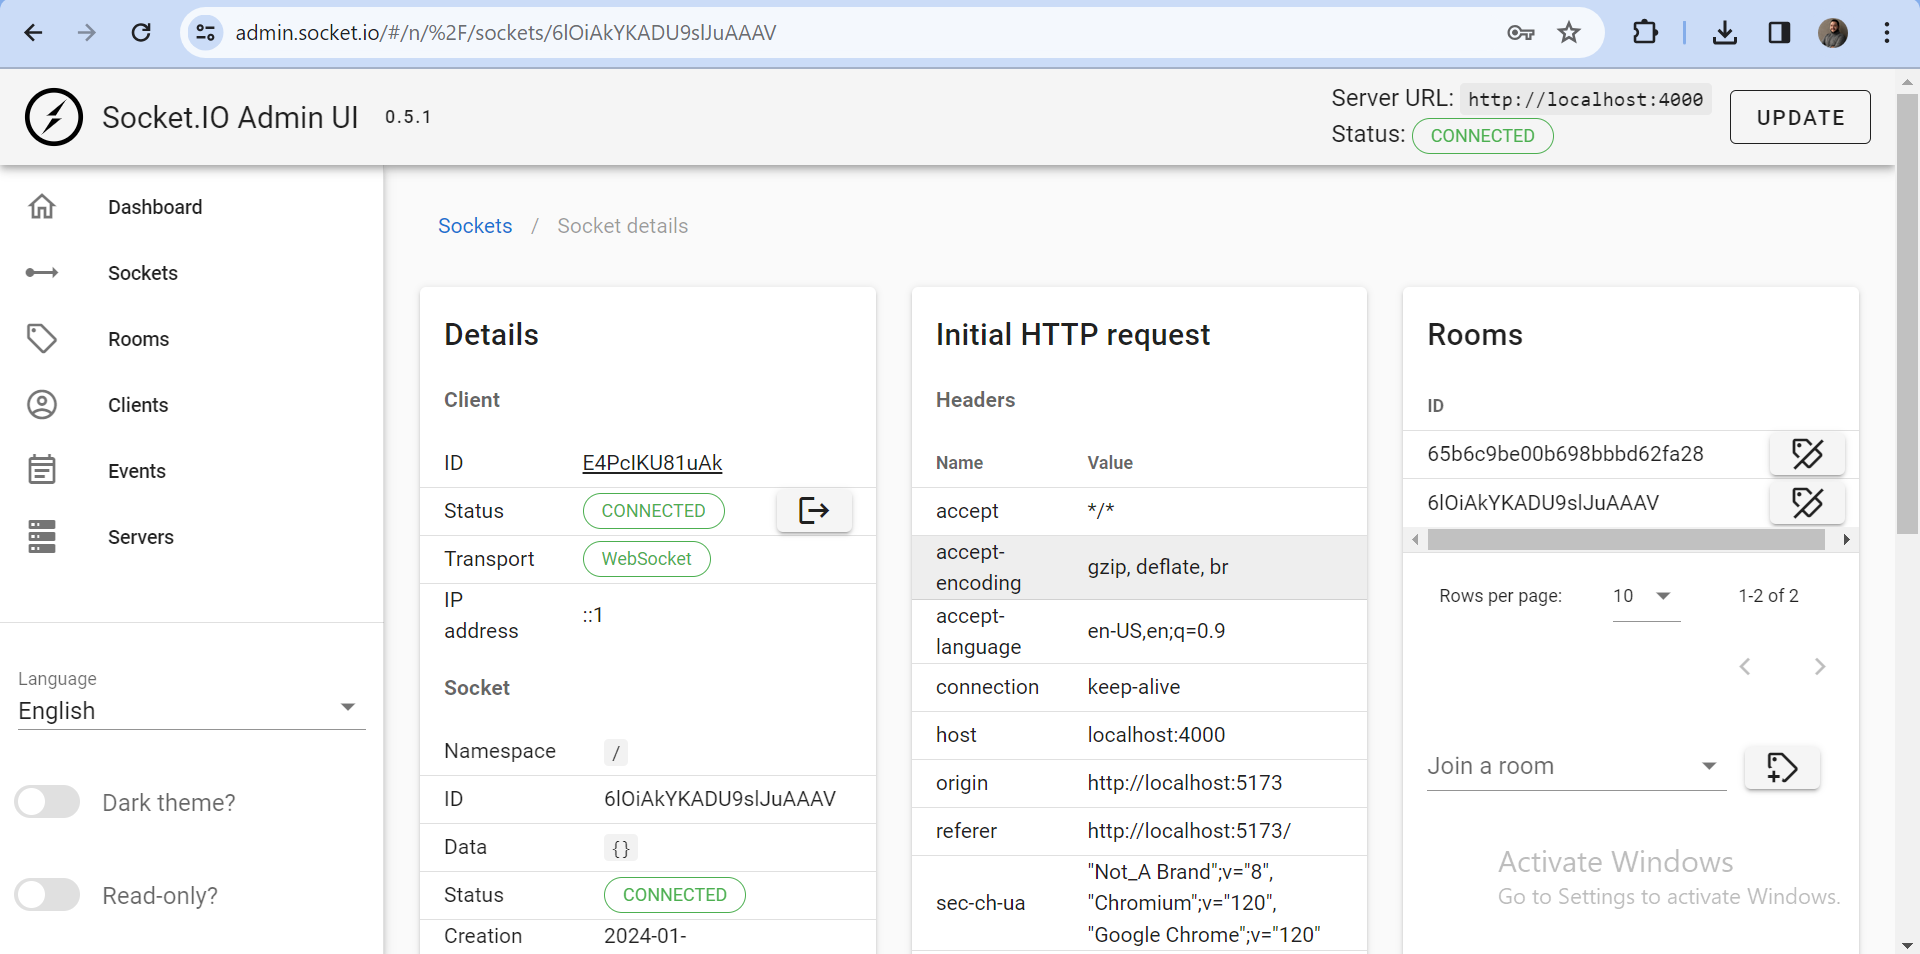 admin.socket.io/#/n/%2F/sockets/6lOiAkYKADU9slJuAAAV
Socket.IO Admin UI 0.5.1
Server URL: http://localhost:4000
Status: CONNECTED
UPDATE
Dashboard
Sockets
Rooms
Clients
Events
Servers
Language
English
Dark theme?
Read-only?
Sockets / Socket details
Details
Client
ID E4PcIKU81uAk
Status CONNECTED
Transport WebSocket
IP
address
::1
Socket
Namespace /
ID 6lOiAkYKADU9slJuAAAV
Data {}
Status CONNECTED
Creation 2024-01-
Initial HTTP request
Headers
Name Value
accept */*
accept-
encoding
gzip, deflate, br
accept-
language
en-US,en;q=0.9
connection keep-alive
host localhost:4000
origin http://localhost:5173
referer http://localhost:5173/
sec-ch-ua
"Not_A Brand";v="8",
"Chromium";v="120",
"Google Chrome";v="120"
Rooms
ID
65b6c9be00b698bbbd62fa28
6lOiAkYKADU9slJuAAAV
Rows per page: 10 1-2 of 2
Join a room
Activate Windows
Go to Settings to activate Windows.